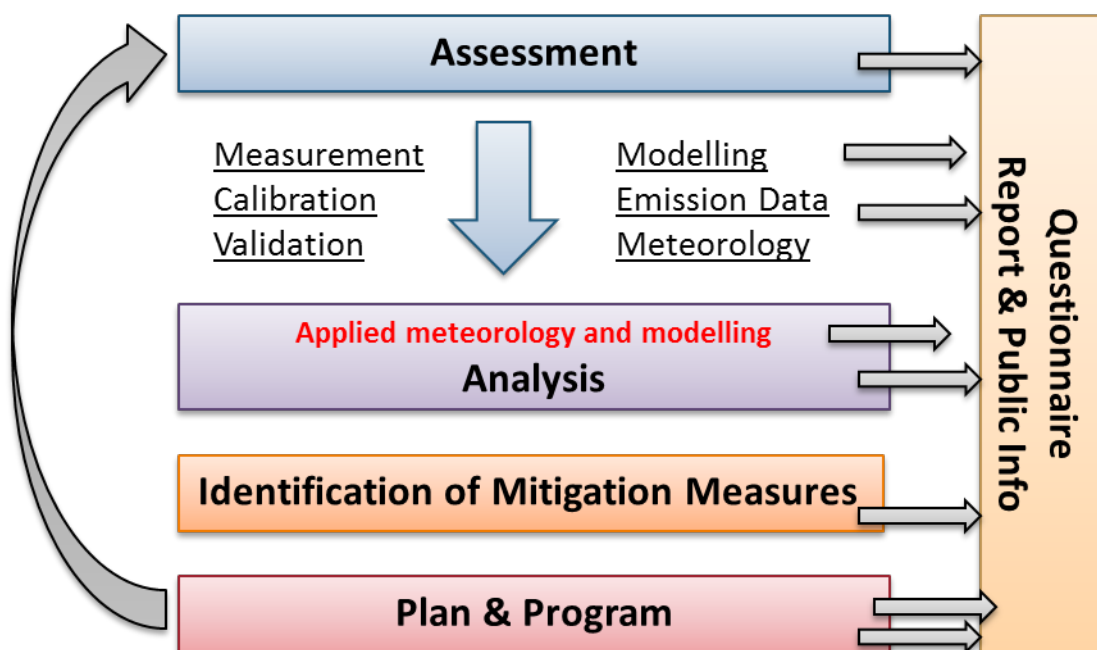 Assessment
Measurement
Calibration
Validation
Modelling
Emission Data
Meteorology
Applied meteorology and modelling
Analysis
Identification of Mitigation Measures
Plan & Program
Questionnaire
Report & Public Info